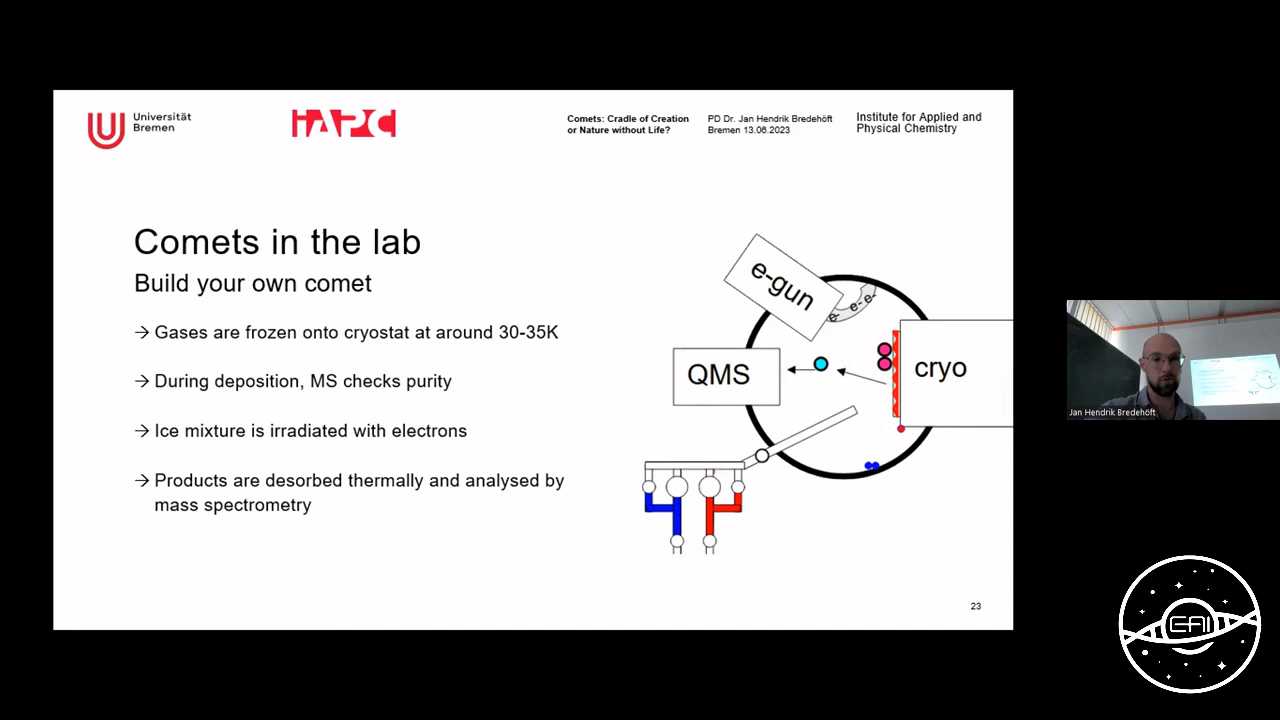 Universität
Bremen
iAPC
Comets: Cradle of Creation
or Nature without Life?
PD Dr. Jan Hendrik Bredehöft
Bremen 13.06.2023
Institute for Applied and
Physical Chemistry
Comets in the lab
Build your own comet
→ Gases are frozen onto cryostat at around 30-35K
→ During deposition, MS checks purity
→ Ice mixture is irradiated with electrons
→ Products are desorbed thermally and analysed by
mass spectrometry
e-gun
e- e- e-
QMS
cryo
23
Jan Hendrik Bredehöft
EAI